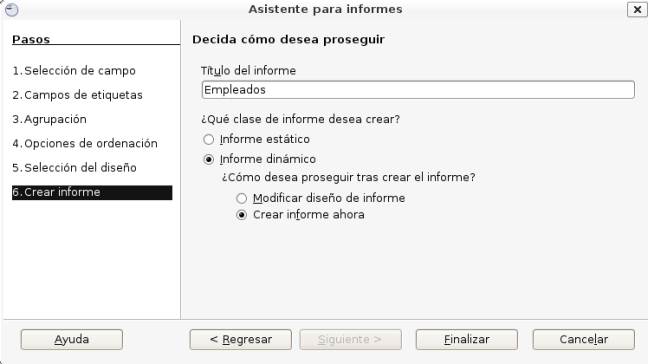 Asistente para informes
Pasos
1.Selección de campo
2.Campos de etiquetas
3.Agrupación
4.Opciones de ordenación
5.Selección del diseño
6.Crear informe
Decida cómo desea proseguir
Título del informe
Empleados
¿Qué clase de informe desea crear?
Informe estático
Informe dinámico
¿Cómo desea proseguir tras crear el informe?
Modificar diseño de informe
Crear informe ahora
Ayuda
< Regresar
Siguiente >
Finalizar
Cancelar